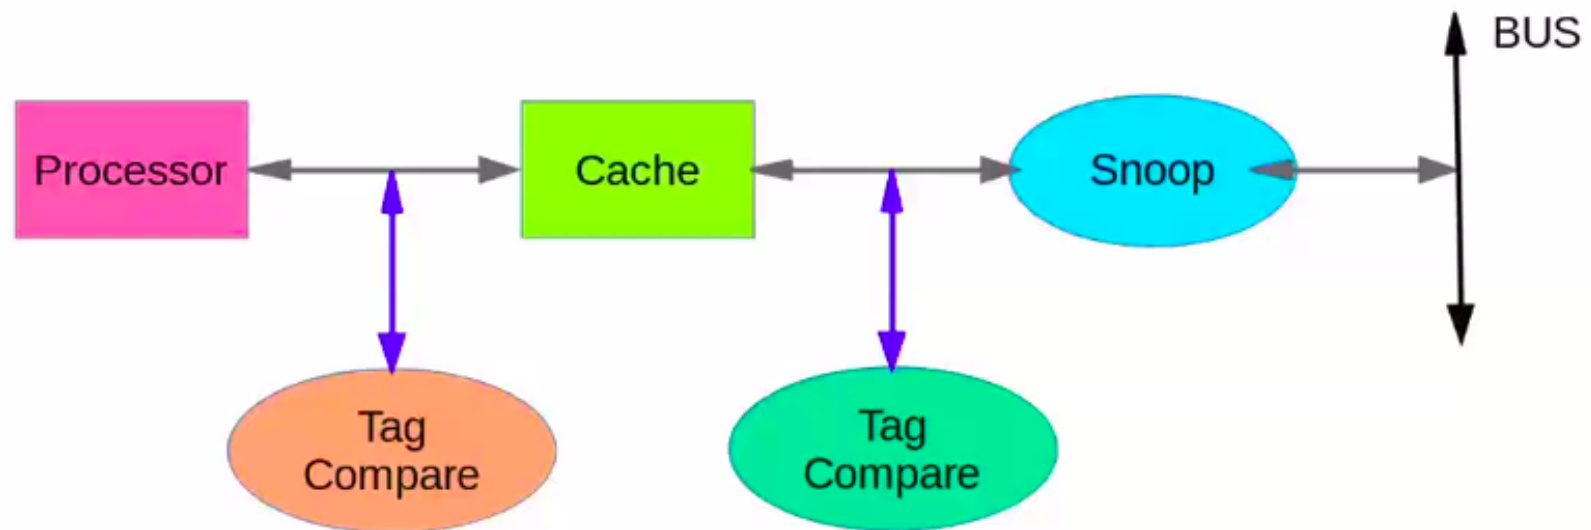 BUS
Processor
Cache
Snoop
Tag
Compare
Tag
Compare